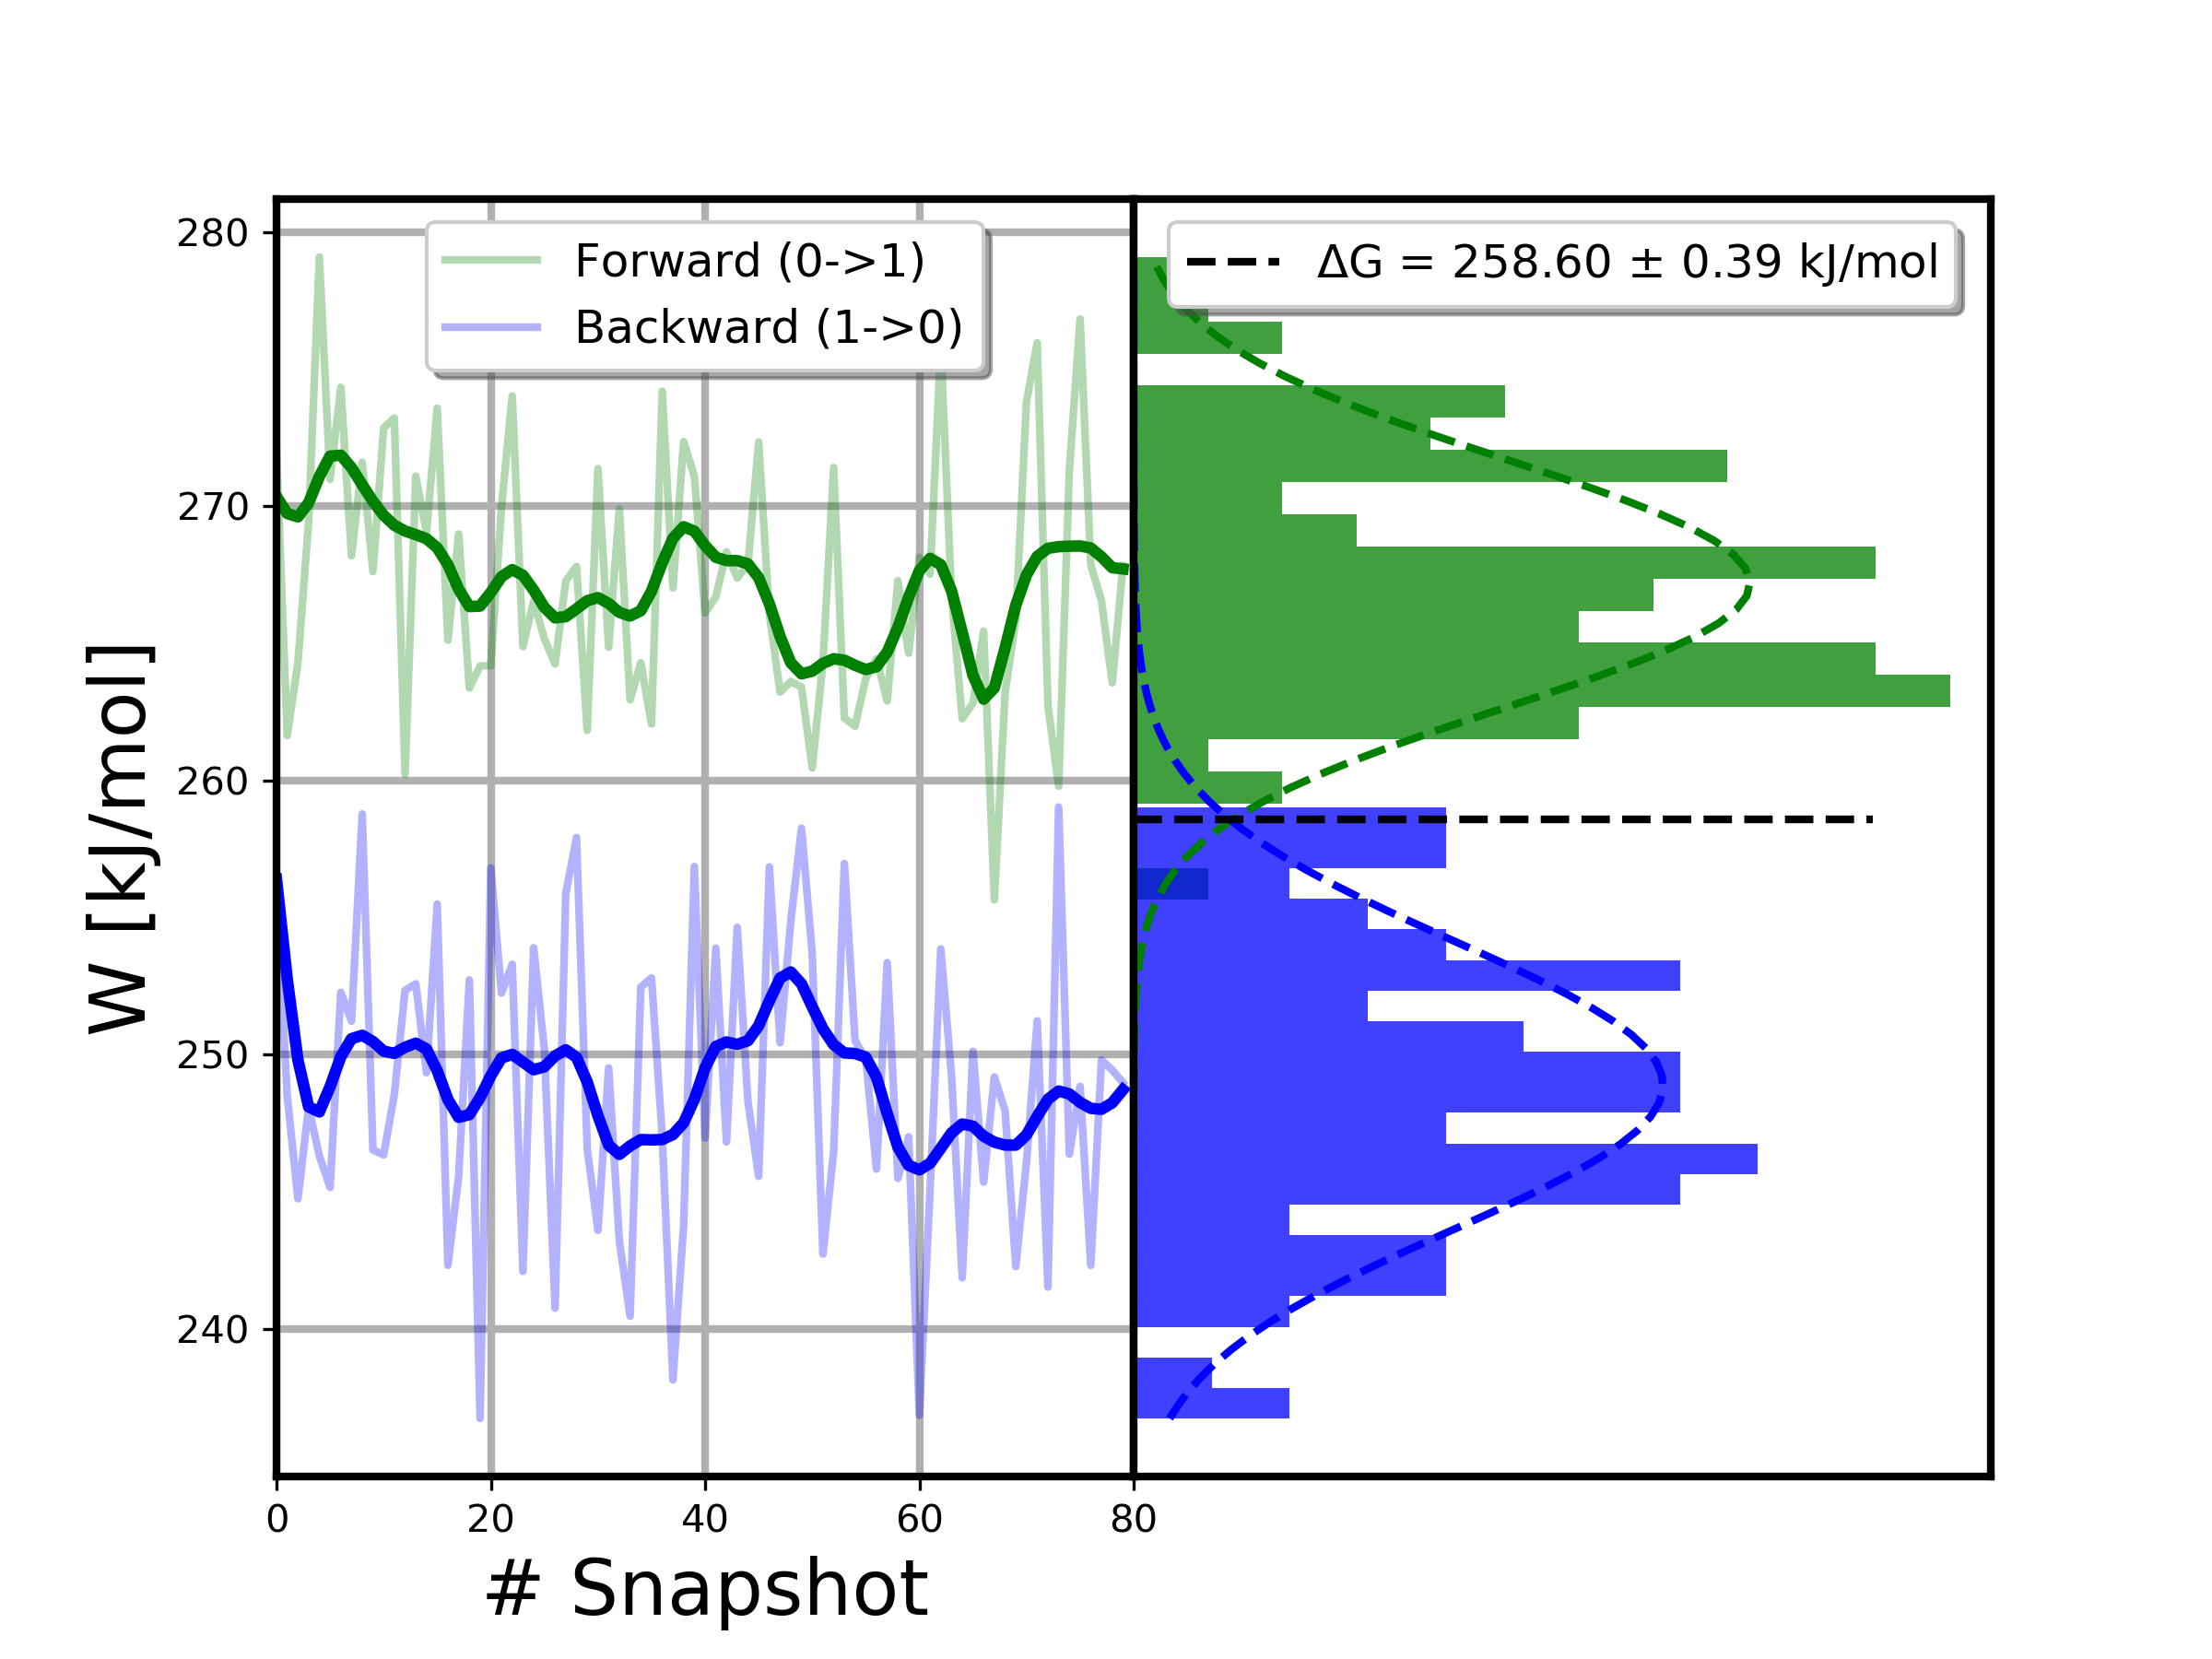 Forward (0->1)
Backward (1->0)
ΔG = 258.60 ± 0.39 kJ/mol
W [kJ/mol]
280
270
260
250
240
0 20 40 60 80
# Snapshot